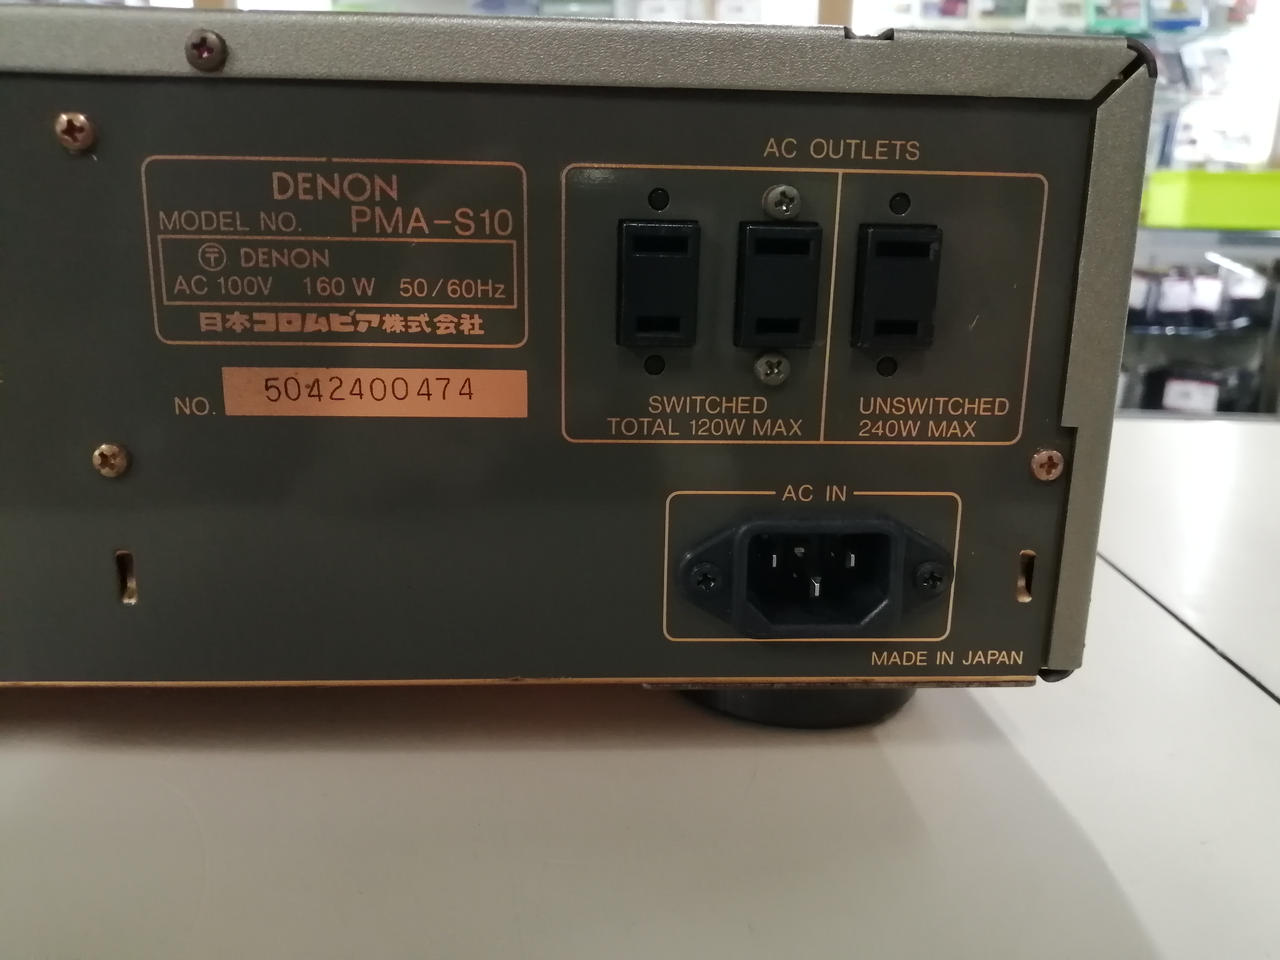 DENON
MODEL NO. PMA-S10
〒 DENON
AC 100V 160 W 50/60Hz
日本コロムビア株式会社
NO. 5042400474
AC OUTLETS
SWITCHED
TOTAL 120W MAX
UNSWITCHED
240W MAX
AC IN
MADE IN JAPAN